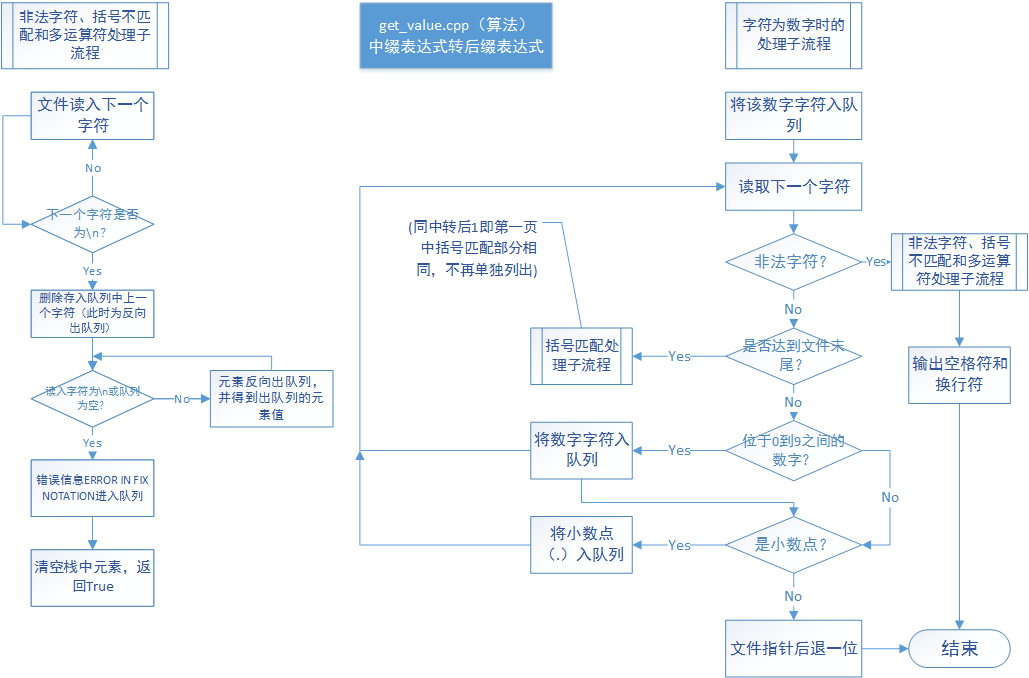 非法字符、括号不匹
配和多运算符处理子
流程
get_value.cpp（算法）
中缀表达式转后缀表达式
字符为数字时的
处理子流程
文件读入下一个
字符
No
下一个字符是否
为\n?
Yes
删除存入队列中上一
个字符（此时为反向
出队列）
读入字符为\n或队列
为空?
No
元素反向出队列，
并得到出队列的元
素值
Yes
错误信息ERROR IN FIX
NOTATION进入队列
清空栈中元素，返
回True
将该数字字符入队
列
读取下一个字符
(同中转后1即第一页
中括号匹配部分相
同，不再单独列出)
非法字符？
Yes
非法字符、括号
不匹配和多运算
符处理子流程
No
括号匹配处
理子流程
Yes
是否达到文件末
尾？
输出空格符和
换行符
No
将数字字符入
队列
Yes
位于0到9之间的
数字？
No
将小数点
（.）入队列
Yes
是小数点？
No
文件指针后退一位
结束